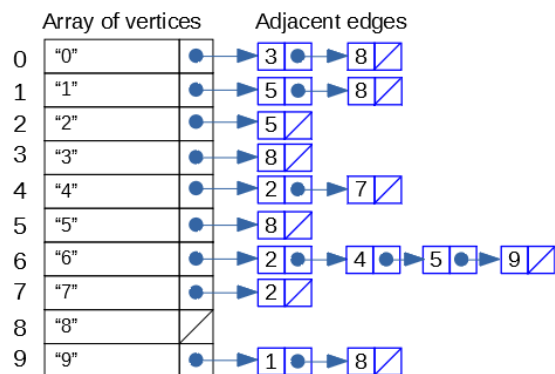 Array of vertices Adjacent edges
0 “0” 3 8
1 “1” 5 8
2 “2” 5
3 “3” 8
4 “4” 2 7
5 “5” 8
6 “6” 2 4 5 9
7 “7” 2
8 “8”
9 “9” 1 8